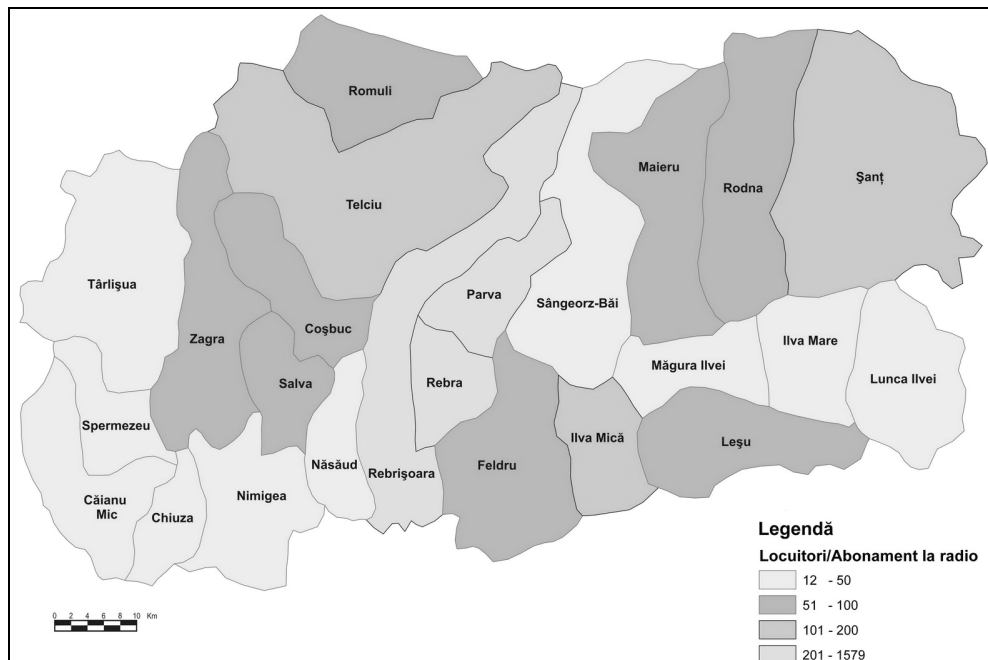 Romuli
Maieru
Rodna
Şanţ
Telciu
Târlişua
Parva
Sângeorz-Băi
Zagra
Coşbuc
Ilva Mare
Măgura Ilvei
Lunca Ilvei
Salva
Rebra
Spermezeu
Ilva Mică
Leşu
Năsăud
Rebrişoara
Feldru
Căianu
Mic
Chiuza
Nimigea
Legendă
Locuitori/Abonament la radio
12 - 50
51 - 100
101 - 200
201 - 1579
0 2 4 6 8 10 Km